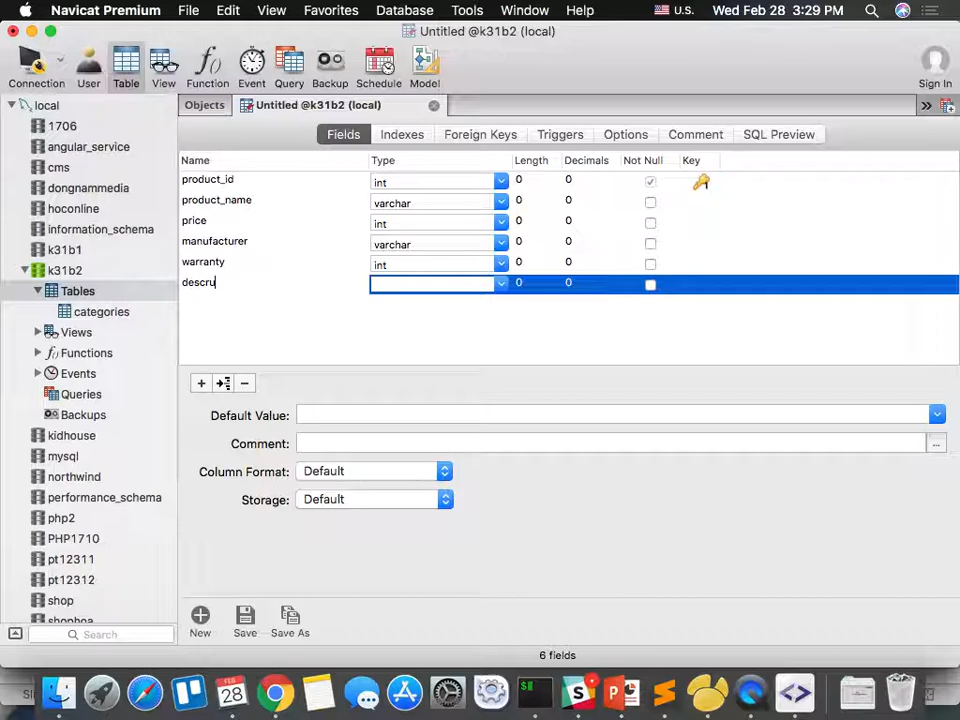 Navicat Premium File Edit View Favorites Database Tools Window Help U.S. Wed Feb 28 3:29 PM
Untitled @k31b2 (local)
Connection User Table View Function Event Query Backup Schedule Model Sign In
local
1706
angular_service
cms
dongnammedia
hoconline
information_schema
k31b1
k31b2
Tables
categories
Views
Functions
Events
Queries
Backups
kidhouse
mysql
northwind
performance_schema
php2
PHP1710
pt12311
pt12312
shop
shophoa
Search
Objects Untitled @k31b2 (local)
Fields Indexes Foreign Keys Triggers Options Comment SQL Preview
Name Type Length Decimals Not Null Key
product_id int 0 0
product_name varchar 0 0
price int 0 0
manufacturer varchar 0 0
warranty int 0 0
descru 0 0
Default Value:
Comment: ...
Column Format: Default
Storage: Default
New Save Save As
6 fields
FEB
28